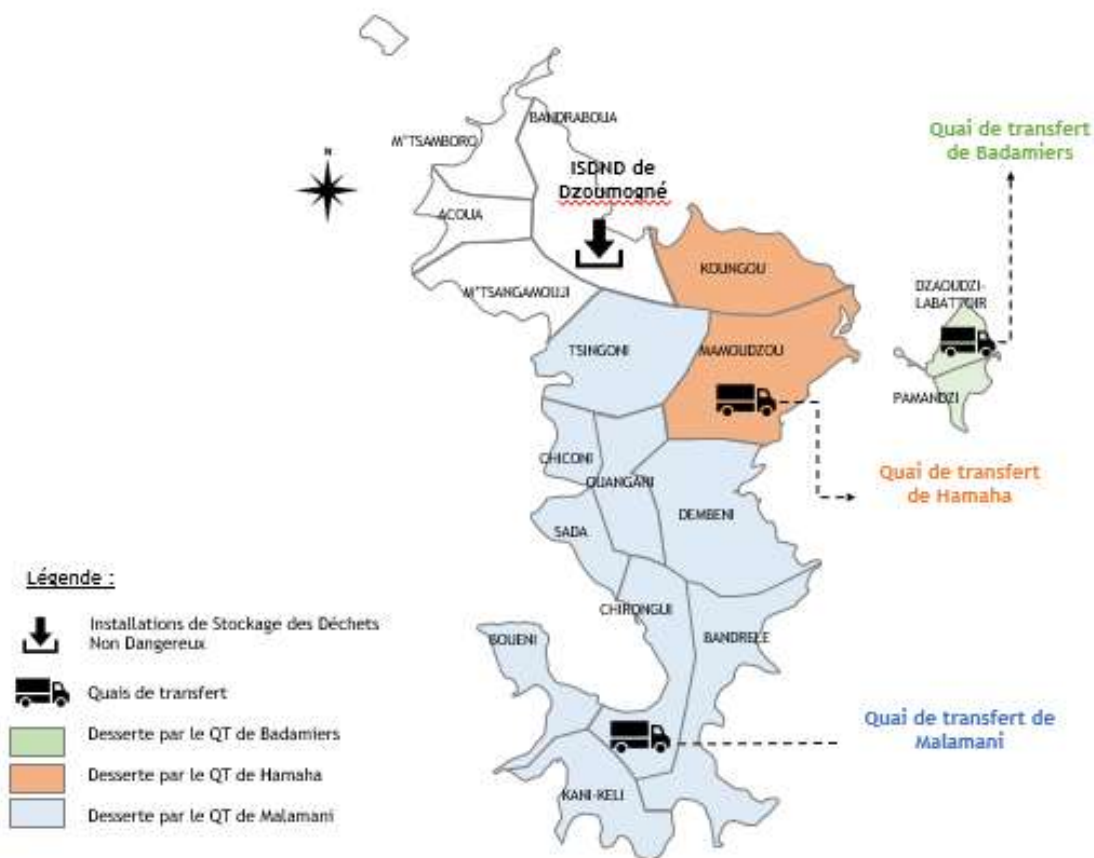 N
BANDRABOUA
M'TSAMBORO
ISDND de
Dzoumogné
ACOUA
KOUNGOU
M'TSANGAMOUJI
TSINGONI
MAMOUDZOU
DZAOUDZI-
LABATTOIR
PAMANDZI
Quai de transfert
de Badamiers
CHICONI
OUANGANI
SADA
DEMBENI
Quai de transfert
de Hamaha
CHIRONGUI
BANDRELE
BOUENI
KANI-KELI
Quai de transfert de
Malamani
Légende :
Installations de Stockage des Déchets
Non Dangereux
Quais de transfert
Desserte par le QT de Badamiers
Desserte par le QT de Hamaha
Desserte par le QT de Malamani